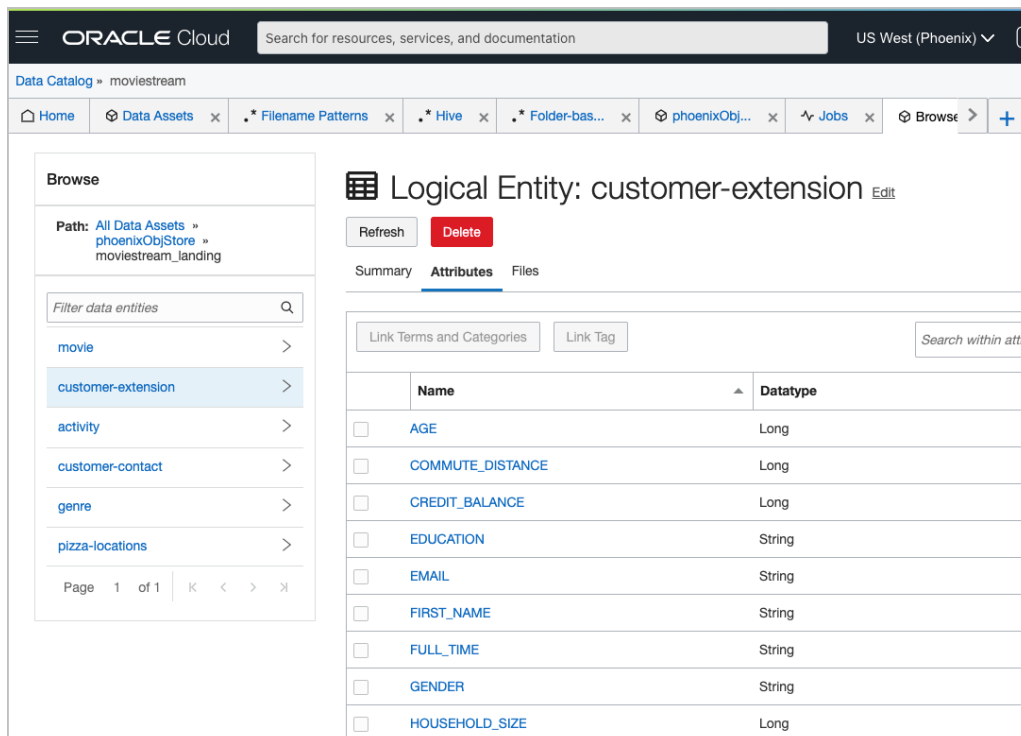 ORACLE Cloud
Search for resources, services, and documentation
US West (Phoenix)
Data Catalog » moviestream
Home
Data Assets
.* Filename Patterns
.* Hive
.* Folder-bas...
phoenixObj...
Jobs
Browse
Browse
Path: All Data Assets »
phoenixObjStore »
moviestream_landing
Filter data entities
movie
customer-extension
activity
customer-contact
genre
pizza-locations
Page 1 of 1
Logical Entity: customer-extension Edit
Refresh Delete
Summary Attributes Files
Link Terms and Categories Link Tag Search within att
Name Datatype
AGE Long
COMMUTE_DISTANCE Long
CREDIT_BALANCE Long
EDUCATION String
EMAIL String
FIRST_NAME String
FULL_TIME String
GENDER String
HOUSEHOLD_SIZE Long